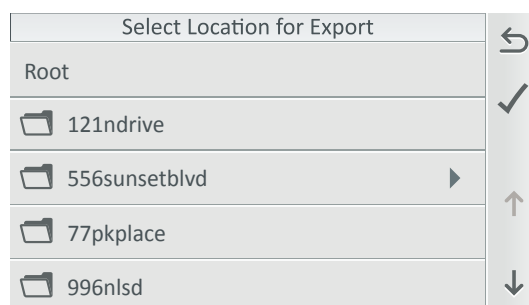 Select Location for Export
Root
121ndrive
556sunsetblvd
77pkplace
996nlsd